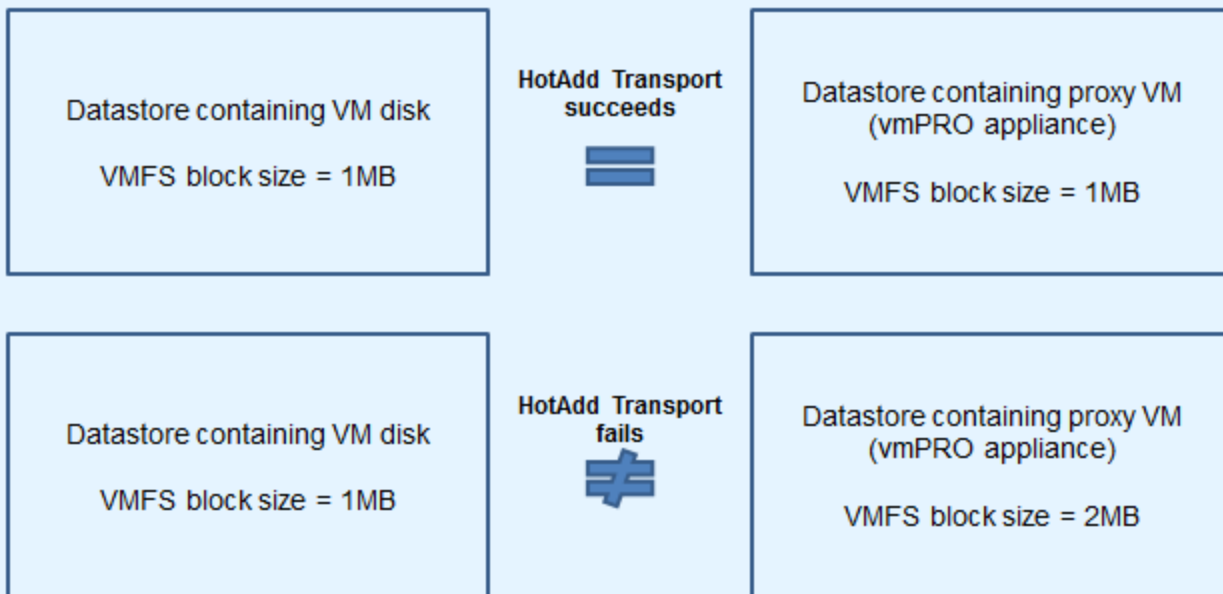 Datastore containing VM disk
VMFS block size = 1MB
HotAdd Transport
succeeds
Datastore containing proxy VM
(vmPRO appliance)
VMFS block size = 1MB
Datastore containing VM disk
VMFS block size = 1MB
HotAdd Transport
fails
Datastore containing proxy VM
(vmPRO appliance)
VMFS block size = 2MB